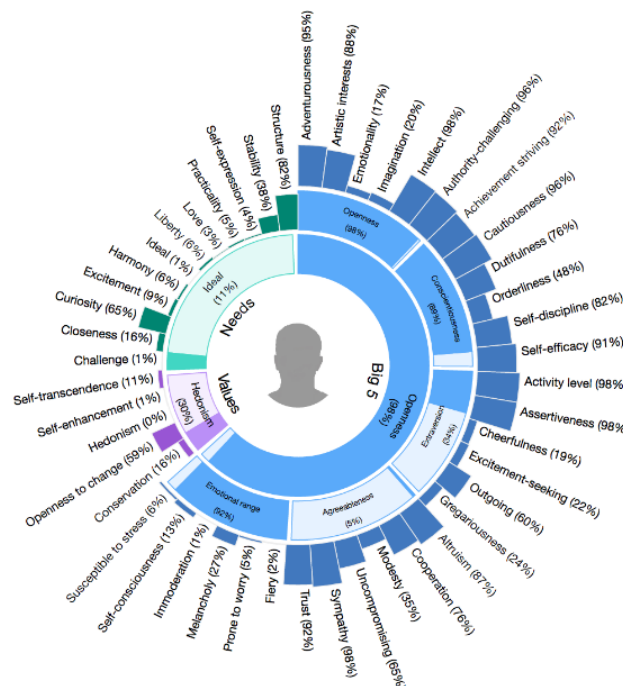 Adventurousness (95%)
Artistic interests (88%)
Emotionality (17%)
Imagination (20%)
Intellect (98%)
Authority-challenging (96%)
Achievement striving (92%)
Cautiousness (96%)
Dutifulness (76%)
Orderliness (48%)
Self-discipline (82%)
Self-efficacy (91%)
Activity level (98%)
Assertiveness (98%)
Cheerfulness (19%)
Excitement-seeking (22%)
Outgoing (60%)
Gregariousness (24%)
Altruism (87%)
Cooperation (76%)
Modesty (35%)
Uncompromising (65%)
Sympathy (98%)
Trust (92%)
Fiery (2%)
Prone to worry (5%)
Melancholy (27%)
Immoderation (1%)
Self-consciousness (13%)
Susceptible to stress (6%)
Conservation (16%)
Openness to change (59%)
Hedonism (0%)
Self-enhancement (1%)
Self-transcendence (11%)
Challenge (1%)
Closeness (16%)
Curiosity (65%)
Excitement (9%)
Harmony (6%)
Ideal (1%)
Liberty (6%)
Love (3%)
Practicality (5%)
Self-expression (4%)
Stability (38%)
Structure (82%)
Openness
(98%)
Conscientiousness
(89%)
Extraversion
(34%)
Agreeableness
(5%)
Emotional range
(92%)
Hedonism
(30%)
Ideal
(11%)
Needs
Values
Big 5
Openness
(98%)